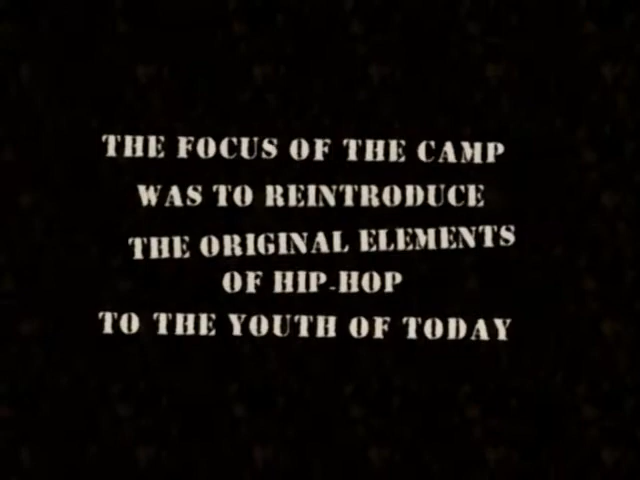 THE FOCUS OF THE CAMP
WAS TO REINTRODUCE
THE ORIGINAL ELEMENTS
OF HIP-HOP
TO THE YOUTH OF TODAY